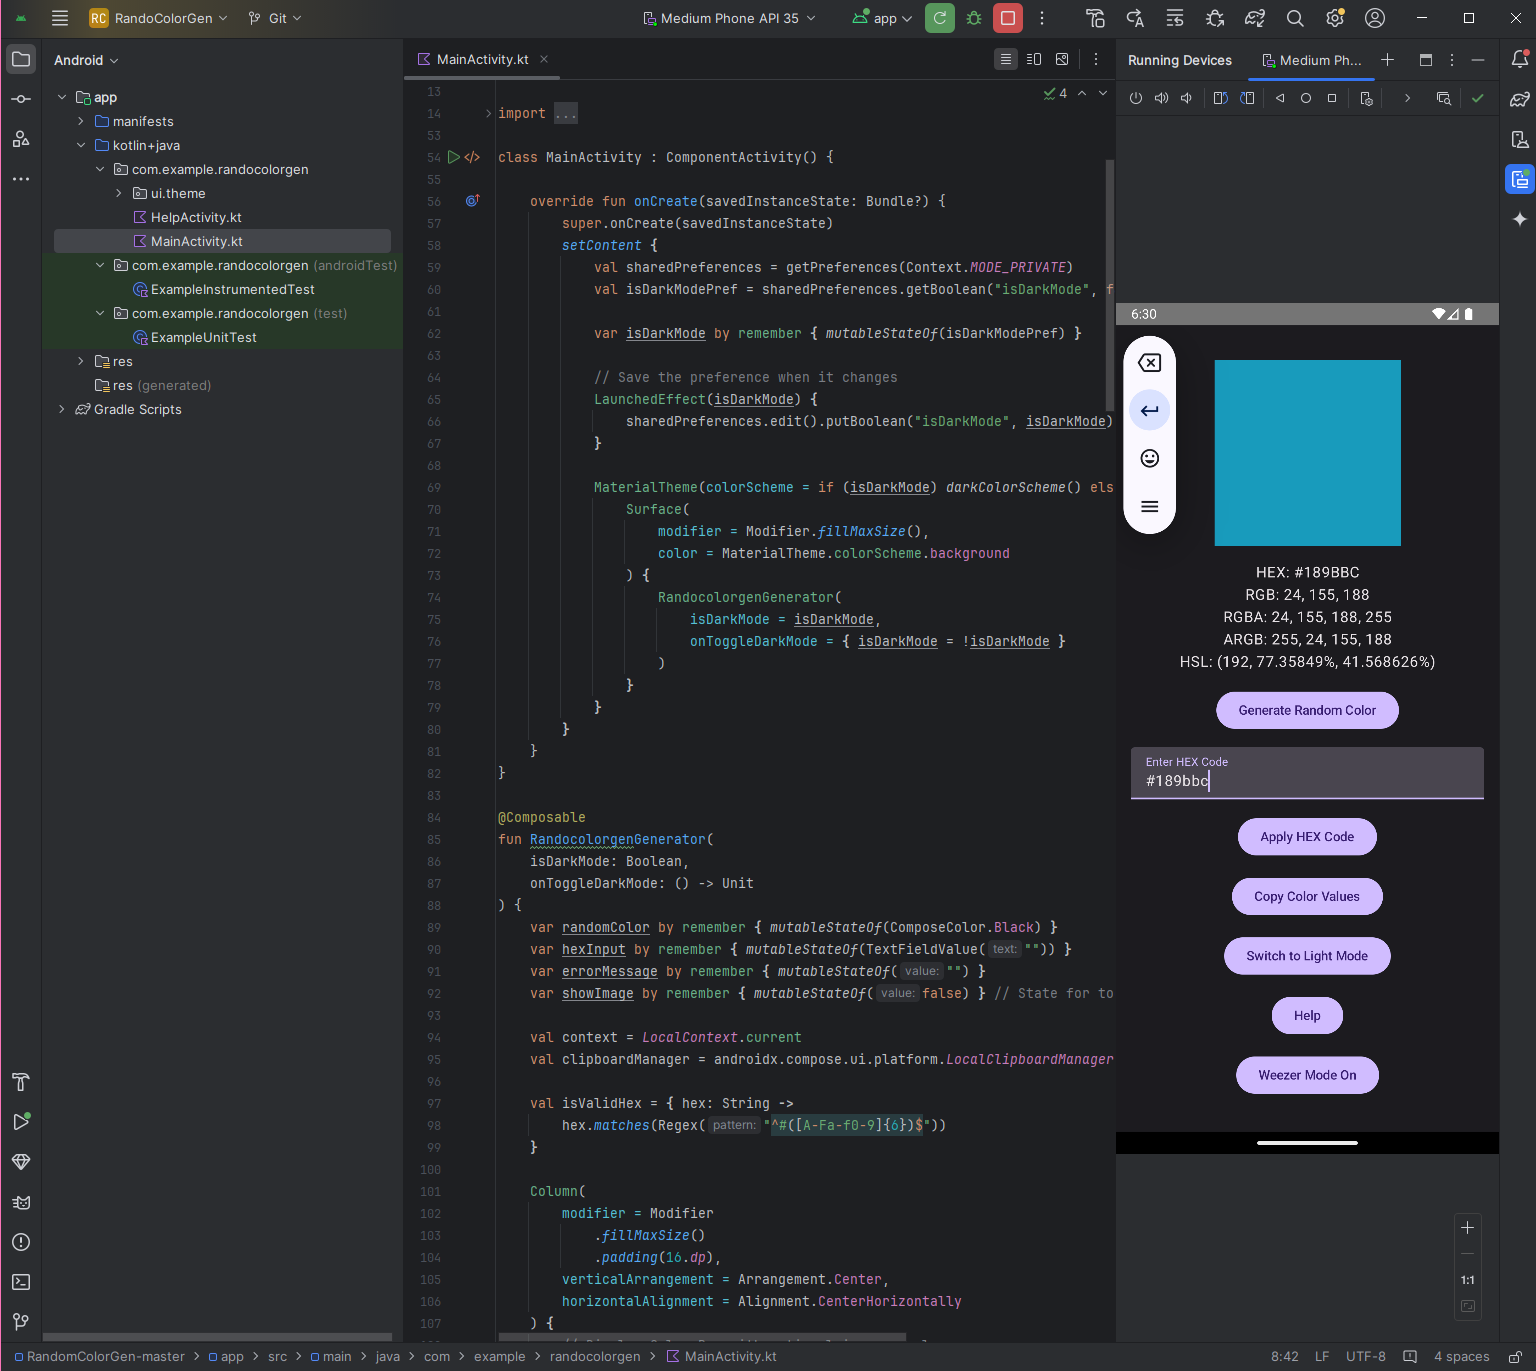 RC RandoColorGen Git Medium Phone API 35 app
Android
app
manifests
kotlin+java
com.example.randocolorgen
ui.theme
HelpActivity.kt
MainActivity.kt
com.example.randocolorgen (androidTest)
ExampleInstrumentedTest
com.example.randocolorgen (test)
ExampleUnitTest
res
res (generated)
Gradle Scripts
MainActivity.kt
4
13
14 import ...
53
54 class MainActivity : ComponentActivity() {
55
56 override fun onCreate(savedInstanceState: Bundle?) {
57 super.onCreate(savedInstanceState)
58 setContent {
59 val sharedPreferences = getPreferences(Context.MODE_PRIVATE)
60 val isDarkModePref = sharedPreferences.getBoolean("isDarkMode", f
61
62 var isDarkMode by remember { mutableStateOf(isDarkModePref) }
63
64 // Save the preference when it changes
65 LaunchedEffect(isDarkMode) {
66 sharedPreferences.edit().putBoolean("isDarkMode", isDarkMode)
67 }
68
69 MaterialTheme(colorScheme = if (isDarkMode) darkColorScheme() els
70 Surface(
71 modifier = Modifier.fillMaxSize(),
72 color = MaterialTheme.colorScheme.background
73 ) {
74 RandocolorgenGenerator(
75 isDarkMode = isDarkMode,
76 onToggleDarkMode = { isDarkMode = !isDarkMode }
77 )
78 }
79 }
80 }
81 }
82 }
83
84 @Composable
85 fun RandocolorgenGenerator(
86 isDarkMode: Boolean,
87 onToggleDarkMode: () -> Unit
88 ) {
89 var randomColor by remember { mutableStateOf(ComposeColor.Black) }
90 var hexInput by remember { mutableStateOf(TextFieldValue( text: "")) }
91 var errorMessage by remember { mutableStateOf( value: "") }
92 var showImage by remember { mutableStateOf( value: false) } // State for to
93
94 val context = LocalContext.current
95 val clipboardManager = androidx.compose.ui.platform.LocalClipboardManager
96
97 val isValidHex = { hex: String ->
98 hex.matches(Regex( pattern: "^#([A-Fa-f0-9]{6})$"))
99 }
100
101 Column(
102 modifier = Modifier
103 .fillMaxSize()
104 .padding(16.dp),
105 verticalArrangement = Arrangement.Center,
106 horizontalAlignment = Alignment.CenterHorizontally
107 ) {
Running Devices Medium Ph...
6:30
HEX: #189BBC
RGB: 24, 155, 188
RGBA: 24, 155, 188, 255
ARGB: 255, 24, 155, 188
HSL: (192, 77.35849%, 41.568626%)
Generate Random Color
Enter HEX Code
#189bbc
Apply HEX Code
Copy Color Values
Switch to Light Mode
Help
Weezer Mode On
1:1
RandomColorGen-master > app > src > main > java > com > example > randocolorgen > MainActivity.kt 8:42 LF UTF-8 4 spaces